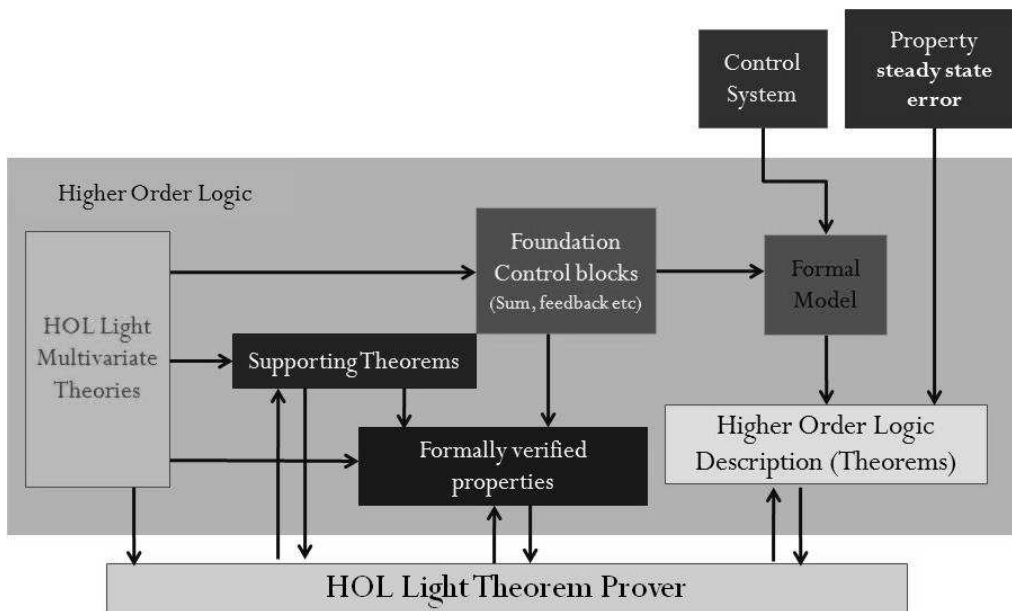 Control
System
Property
steady state
error
Higher Order Logic
Foundation
Control blocks
(Sum, feedback etc)
Formal
Model
HOL Light
Multivariate
Theories
Supporting Theorems
Formally verified
properties
Higher Order Logic
Description (Theorems)
HOL Light Theorem Prover